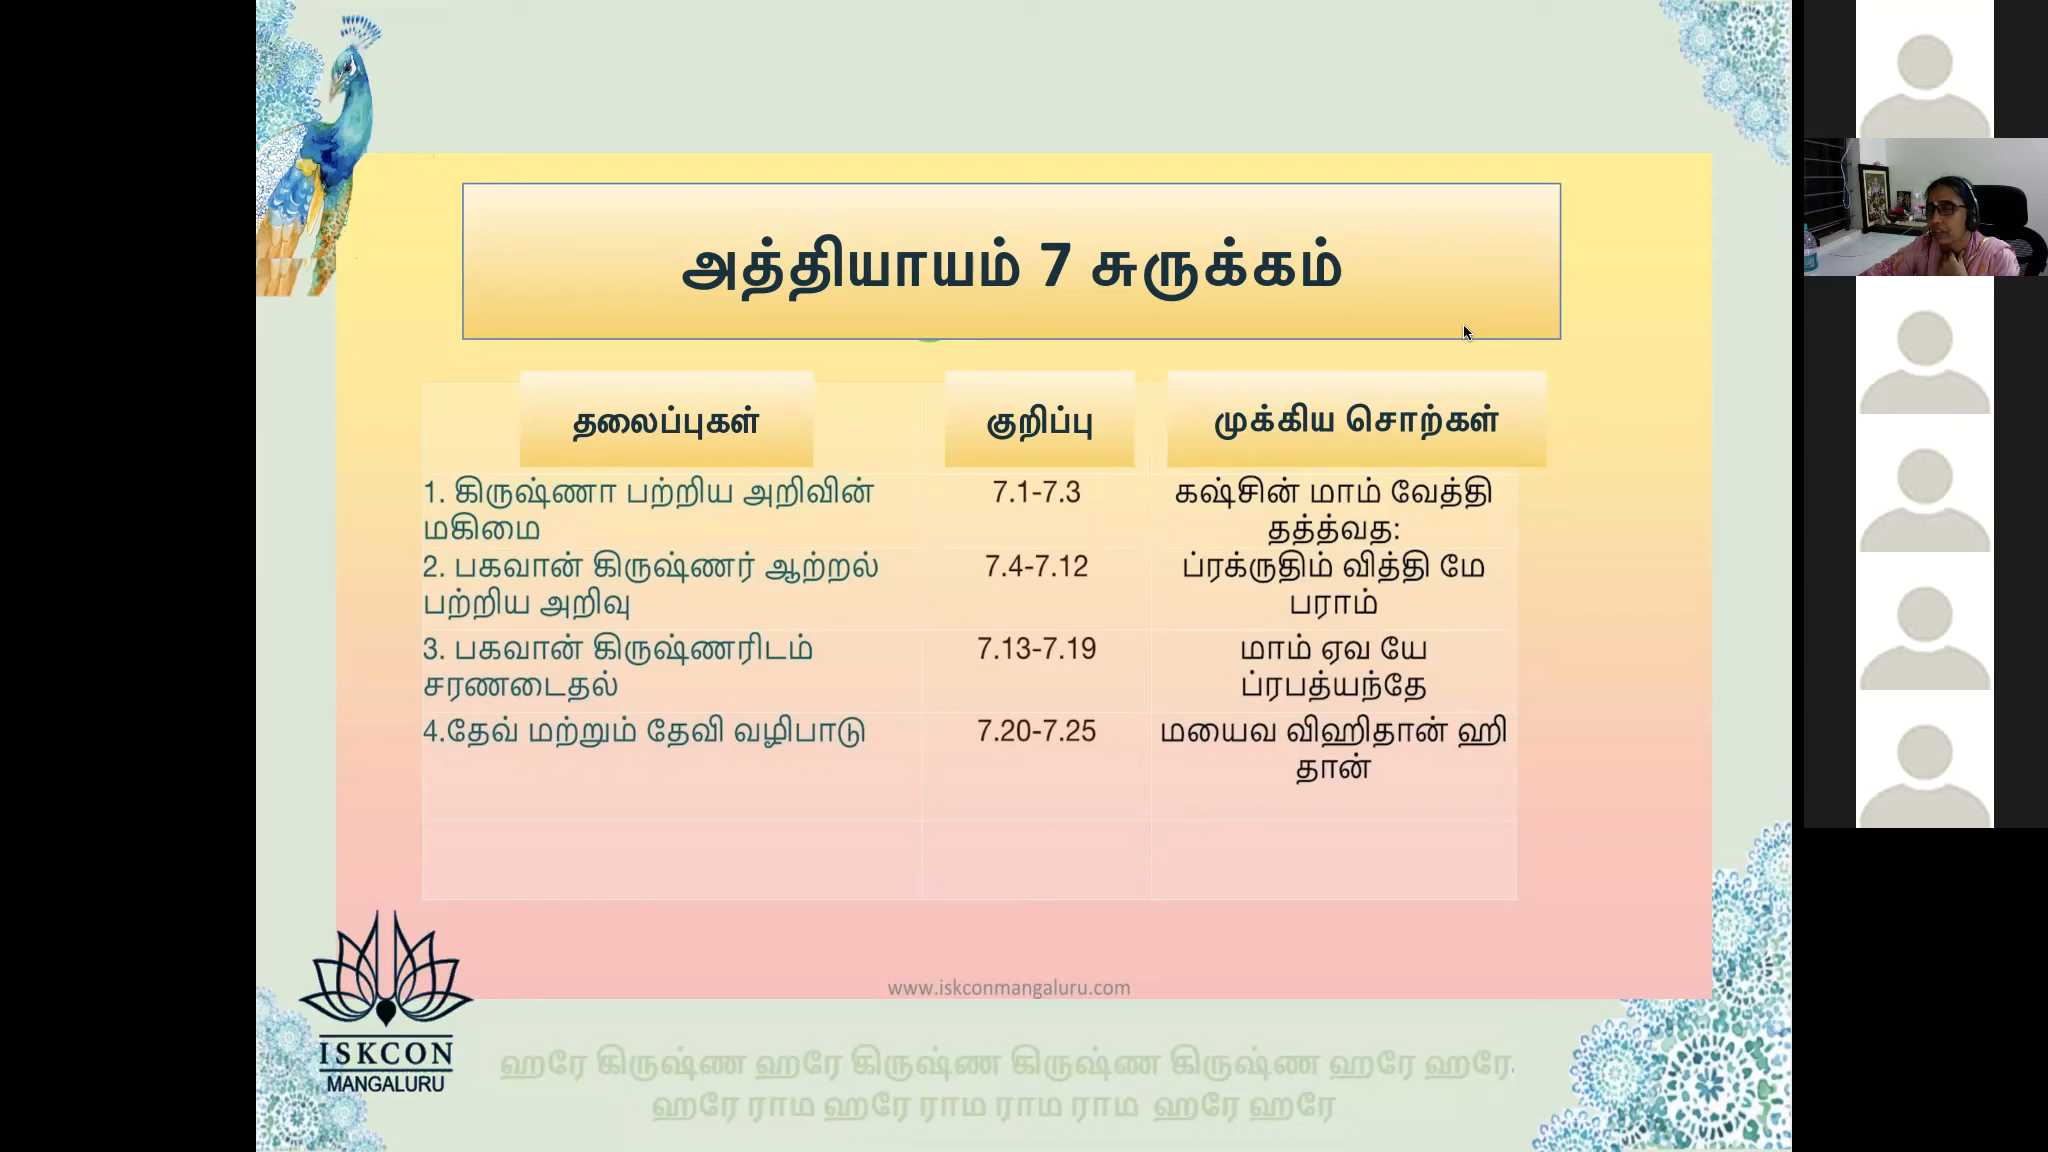 அத்தியாயம் 7 சுருக்கம்
தலைப்புகள்
குறிப்பு
முக்கிய சொற்கள்
1. கிருஷ்ணா பற்றிய அறிவின்
மகிமை
7.1-7.3
கஷ்சின் மாம் வேத்தி
தத்த்வத:
2. பகவான் கிருஷ்ணர் ஆற்றல்
பற்றிய அறிவு
7.4-7.12
ப்ரக்ருதிம் வித்தி மே
பராம்
3. பகவான் கிருஷ்ணரிடம்
சரணடைதல்
7.13-7.19
மாம் ஏவ யே
ப்ரபத்யந்தே
4.தேவ் மற்றும் தேவி வழிபாடு
7.20-7.25
மயைவ விஹிதான் ஹி
தான்
www.iskconmangaluru.com
ISKCON
MANGALURU
ஹரே கிருஷ்ண ஹரே கிருஷ்ண கிருஷ்ண கிருஷ்ண ஹரே ஹரே
ஹரே ராம ஹரே ராம ராம ராம ஹரே ஹரே